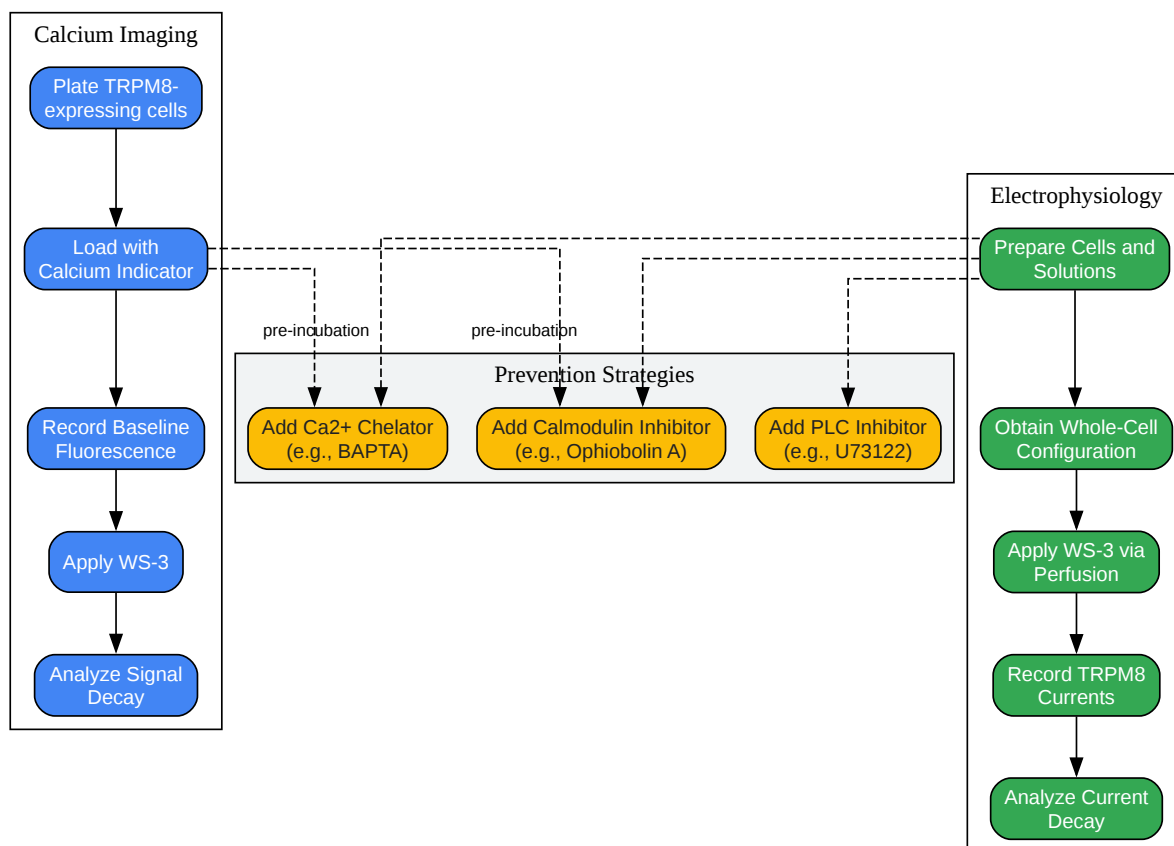 Calcium Imaging
Plate TRPM8-
expressing cells
Load with
Calcium Indicator
Record Baseline
Fluorescence
Apply WS-3
Analyze Signal
Decay
pre-incubation
pre-incubation
Prevention Strategies
Add Ca2+ Chelator
(e.g., BAPTA)
Add Calmodulin Inhibitor
(e.g., Ophiobolin A)
Add PLC Inhibitor
(e.g., U73122)
Electrophysiology
Prepare Cells and
Solutions
Obtain Whole-Cell
Configuration
Apply WS-3 via
Perfusion
Record TRPM8
Currents
Analyze Current
Decay